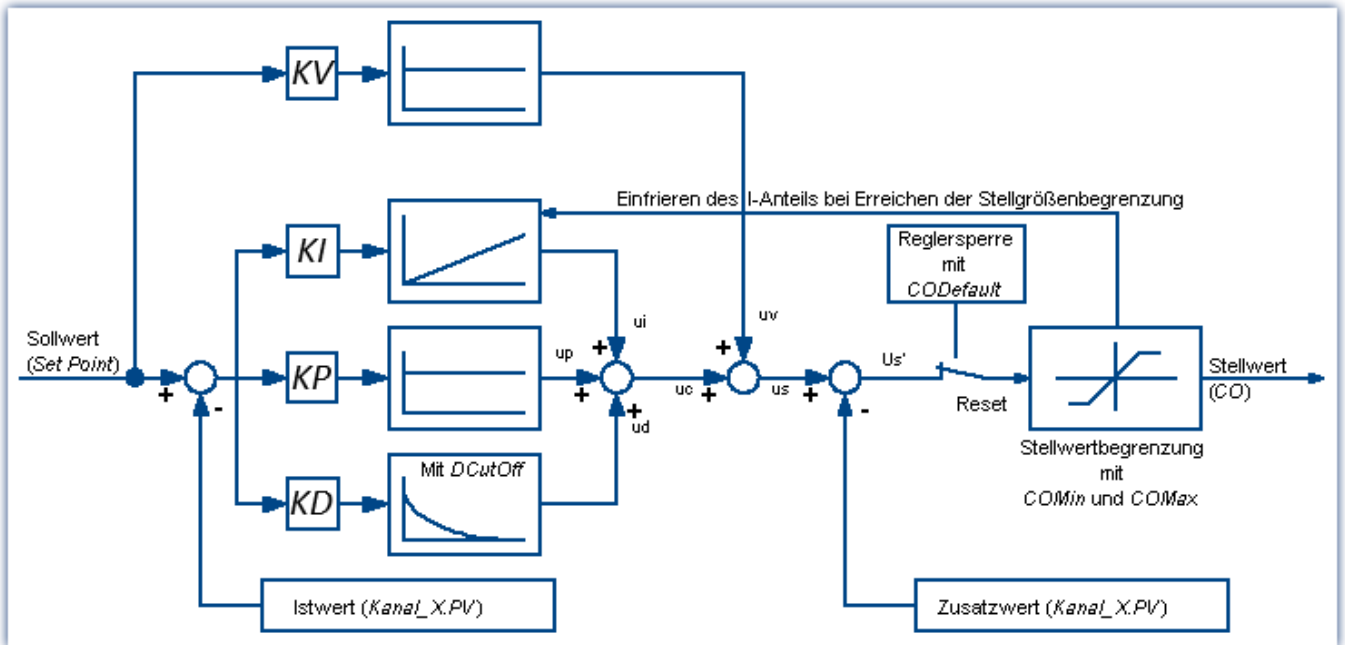 KV
Einfrieren des I-Anteils bei Erreichen der Stellgrößenbegrenzung
Reglersperre
mit
CODefault
KI
ui
uv
Sollwert
(Set Point)
+
-
KP
up
+
+
+
ud
uc
+
+
us
+
-
Us'
Reset
Stellwert
(CO)
Stellwertbegrenzung
mit
COMin und COMax
KD
Mit DCutOff
Istwert (Kanal_X.PV)
Zusatzwert (Kanal_X.PV)